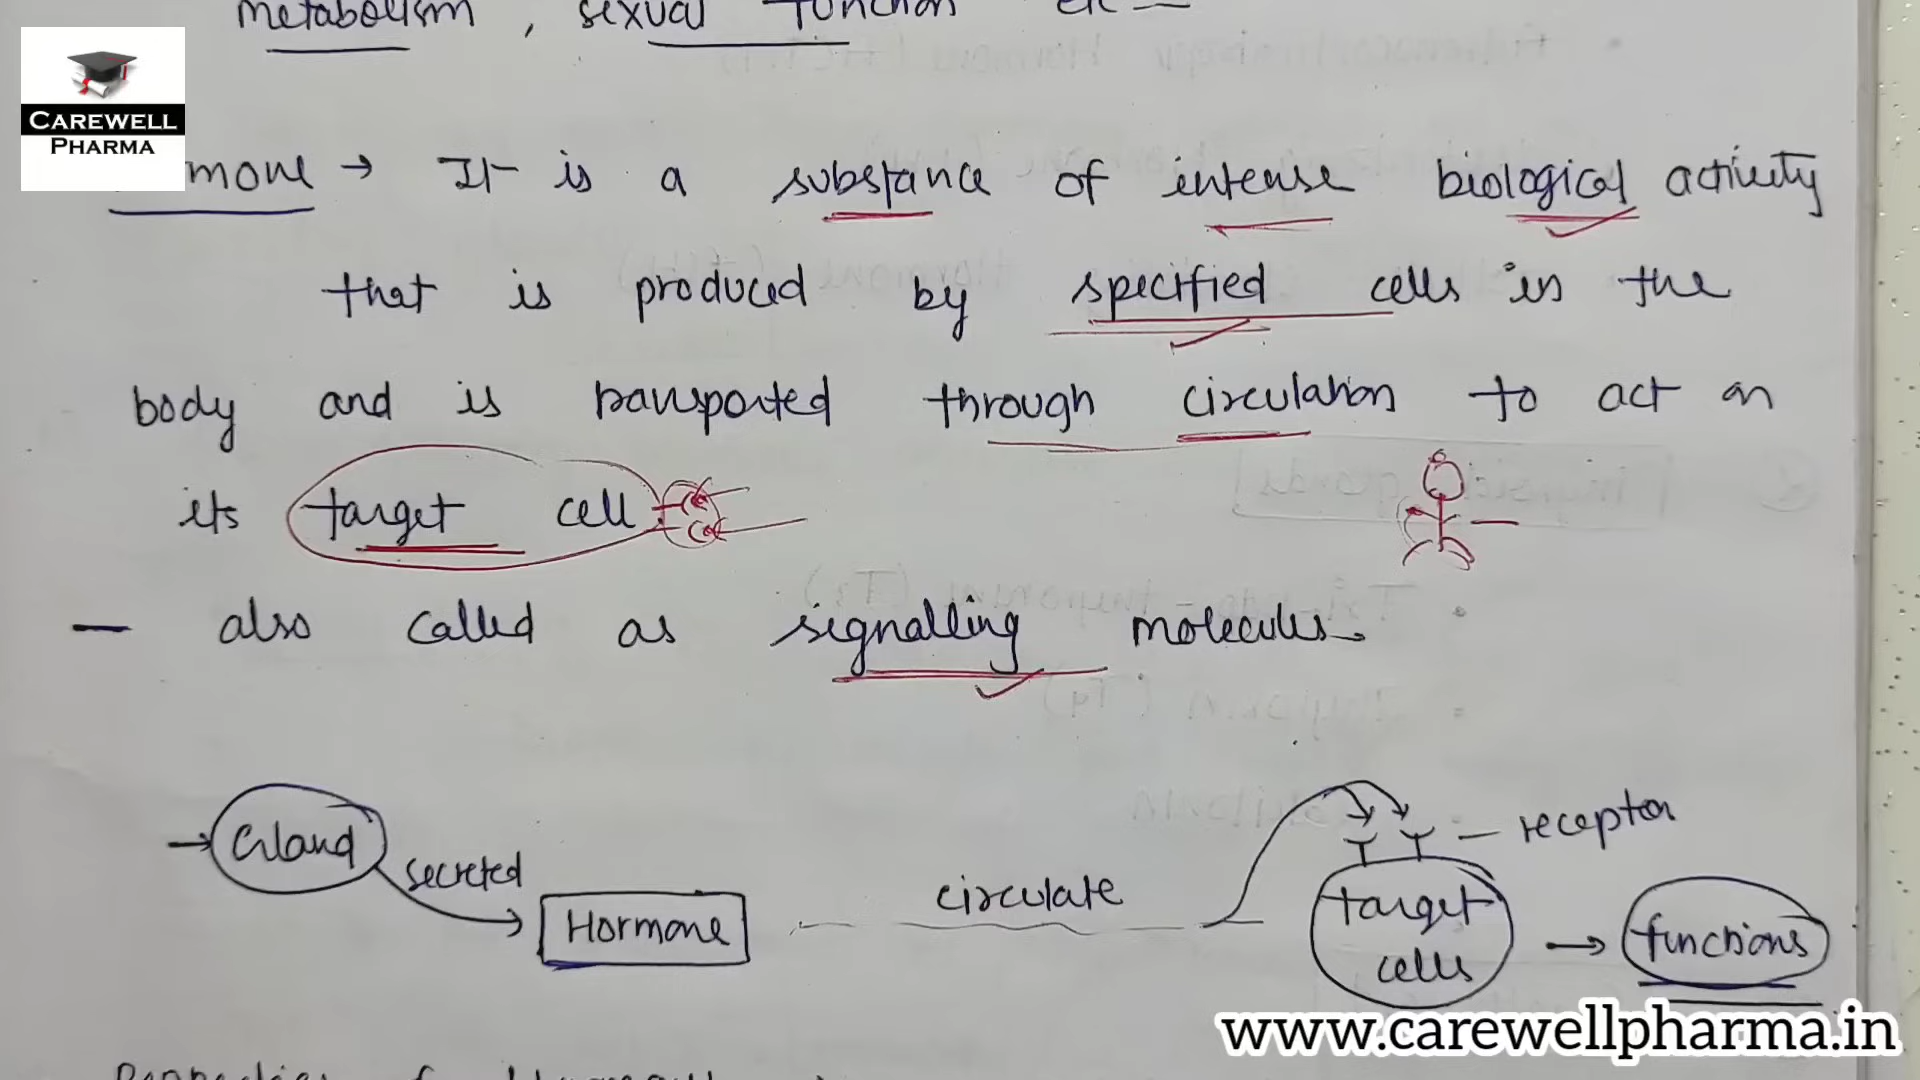 metabolism , sexual function etc —
CAREWELL
PHARMA
mone → It is a substance of intense biological activity
that is produced by specified cells in the
body and is transported through circulation to act on
its target cell
— also called as signalling molecules.
→ Gland secreted Hormone circulate target cells — receptor → functions
www.carewellpharma.in